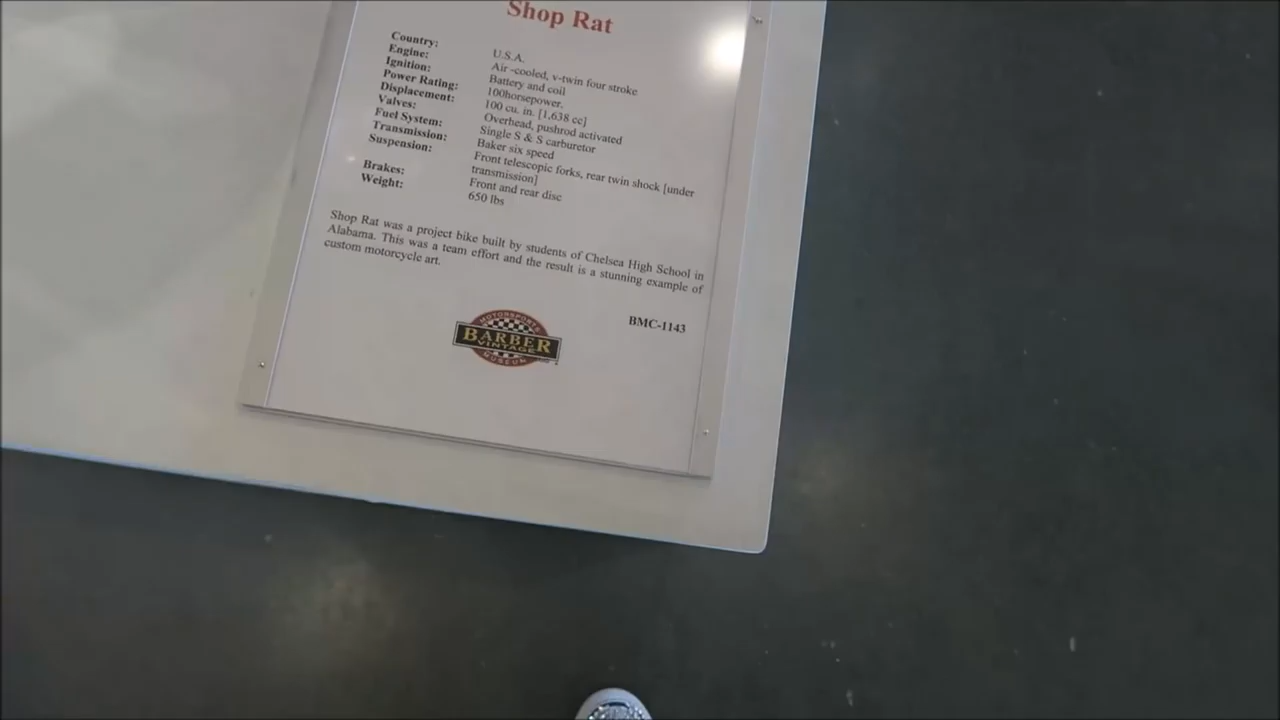 Shop Rat
Country: U.S.A.
Engine: Air -cooled, v-twin four stroke
Ignition: Battery and coil
Power Rating: 100horsepower.
Displacement: 100 cu. in. [1,638 cc]
Valves: Overhead, pushrod activated
Fuel System: Single S & S carburetor
Transmission: Baker six speed
Suspension: Front telescopic forks, rear twin shock [under
transmission]
Brakes: Front and rear disc
Weight: 650 lbs
Shop Rat was a project bike built by students of Chelsea High School in
Alabama. This was a team effort and the result is a stunning example of
custom motorcycle art.
BMC-1143
MOTORSPORTS
BARBER
VINTAGE
MUSEUM